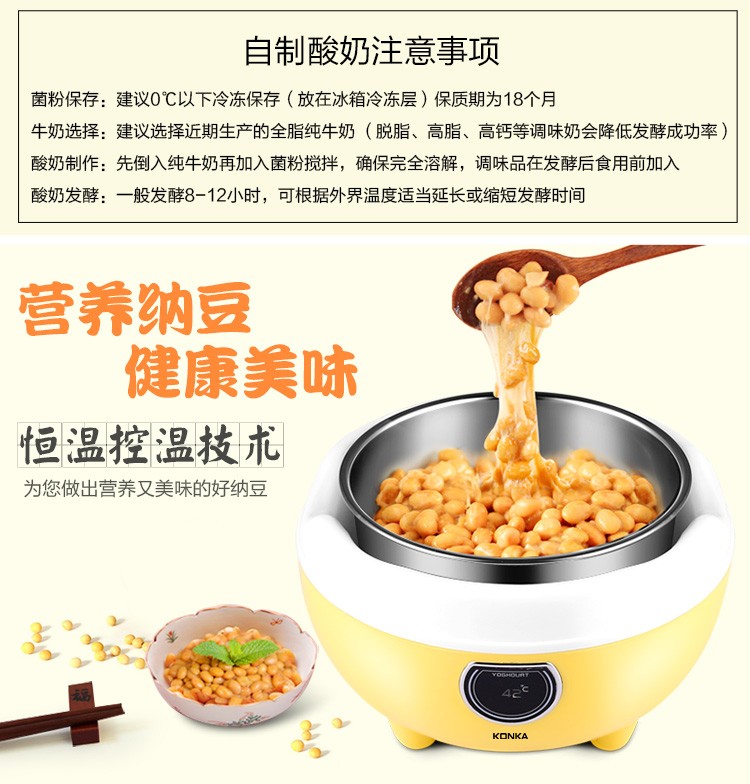 自制酸奶注意事项
菌粉保存：建议0℃以下冷冻保存（放在冰箱冷冻层）保质期为18个月
牛奶选择：建议选择近期生产的全脂纯牛奶（脱脂、高脂、高钙等调味奶会降低发酵成功率）
酸奶制作：先倒入纯牛奶再加入菌粉搅拌，确保完全溶解，调味品在发酵后食用前加入
酸奶发酵：一般发酵8-12小时，可根据外界温度适当延长或缩短发酵时间
营养纳豆
健康美味
恒温控温技术
为您做出营养又美味的好纳豆
YOGHOURT
42℃
KONKA
福